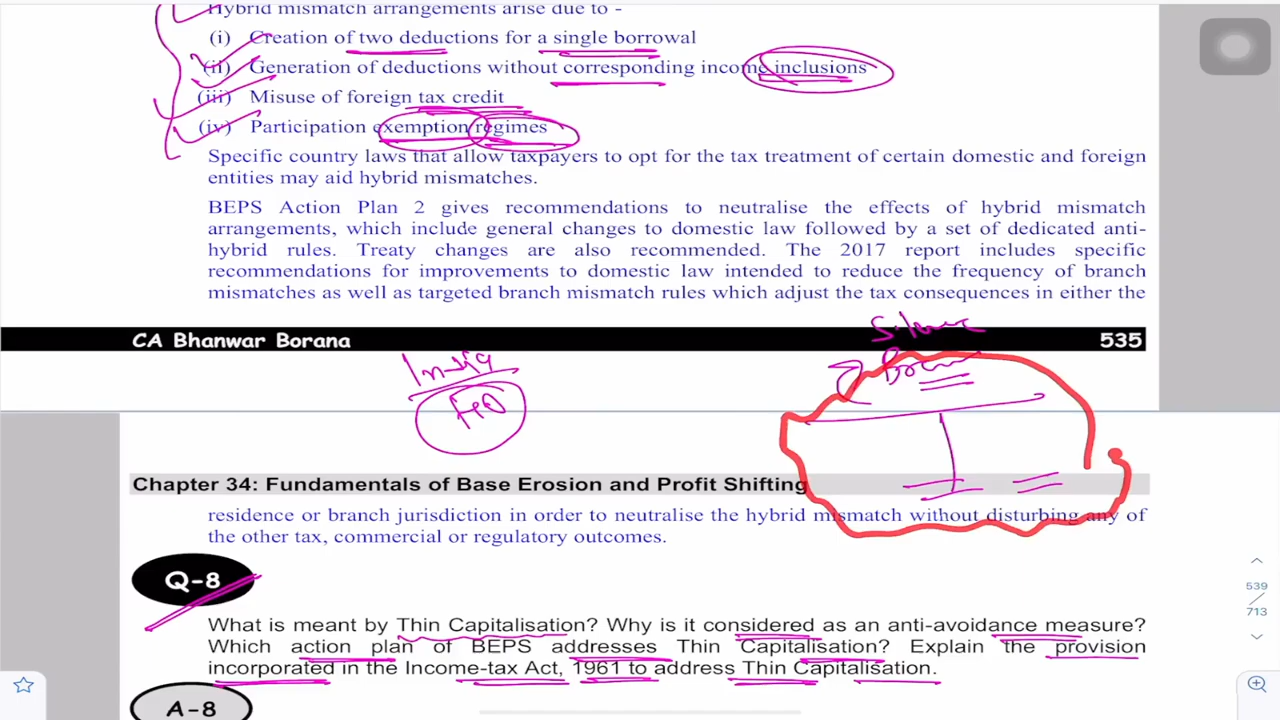 Hybrid mismatch arrangements arise due to -
(i) Creation of two deductions for a single borrowal
(ii) Generation of deductions without corresponding income inclusions
(iii) Misuse of foreign tax credit
(iv) Participation exemption regimes
Specific country laws that allow taxpayers to opt for the tax treatment of certain domestic and foreign
entities may aid hybrid mismatches.
BEPS Action Plan 2 gives recommendations to neutralise the effects of hybrid mismatch
arrangements, which include general changes to domestic law followed by a set of dedicated anti-
hybrid rules. Treaty changes are also recommended. The 2017 report includes specific
recommendations for improvements to domestic law intended to reduce the frequency of branch
mismatches as well as targeted branch mismatch rules which adjust the tax consequences in either the
CA Bhanwar Borana 535
India
HO
Chapter 34: Fundamentals of Base Erosion and Profit Shifting
residence or branch jurisdiction in order to neutralise the hybrid mismatch without disturbing any of
the other tax, commercial or regulatory outcomes.
Q-8
What is meant by Thin Capitalisation? Why is it considered as an anti-avoidance measure?
Which action plan of BEPS addresses Thin Capitalisation? Explain the provision
incorporated in the Income-tax Act, 1961 to address Thin Capitalisation.
A-8
539
713